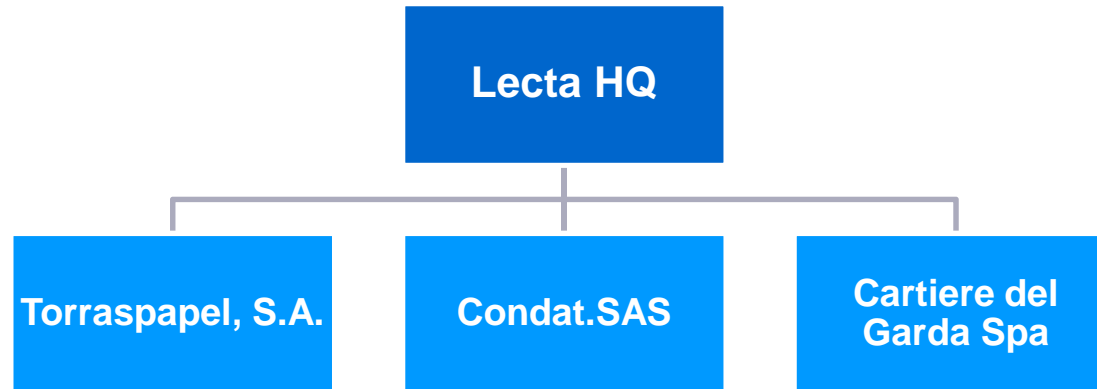 Lecta HQ
Torraspapel, S.A.
Condat.SAS
Cartiere del
Garda Spa